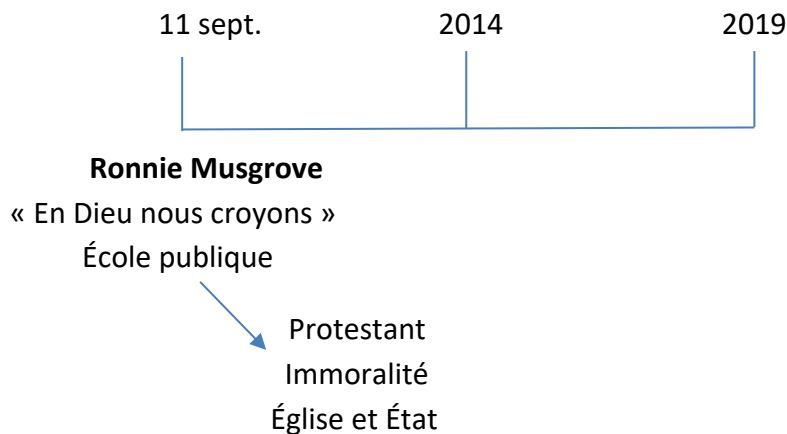 11 sept. 2014 2019
Ronnie Musgrove
« En Dieu nous croyons »
École publique
Protestant
Immoralité
Église et État